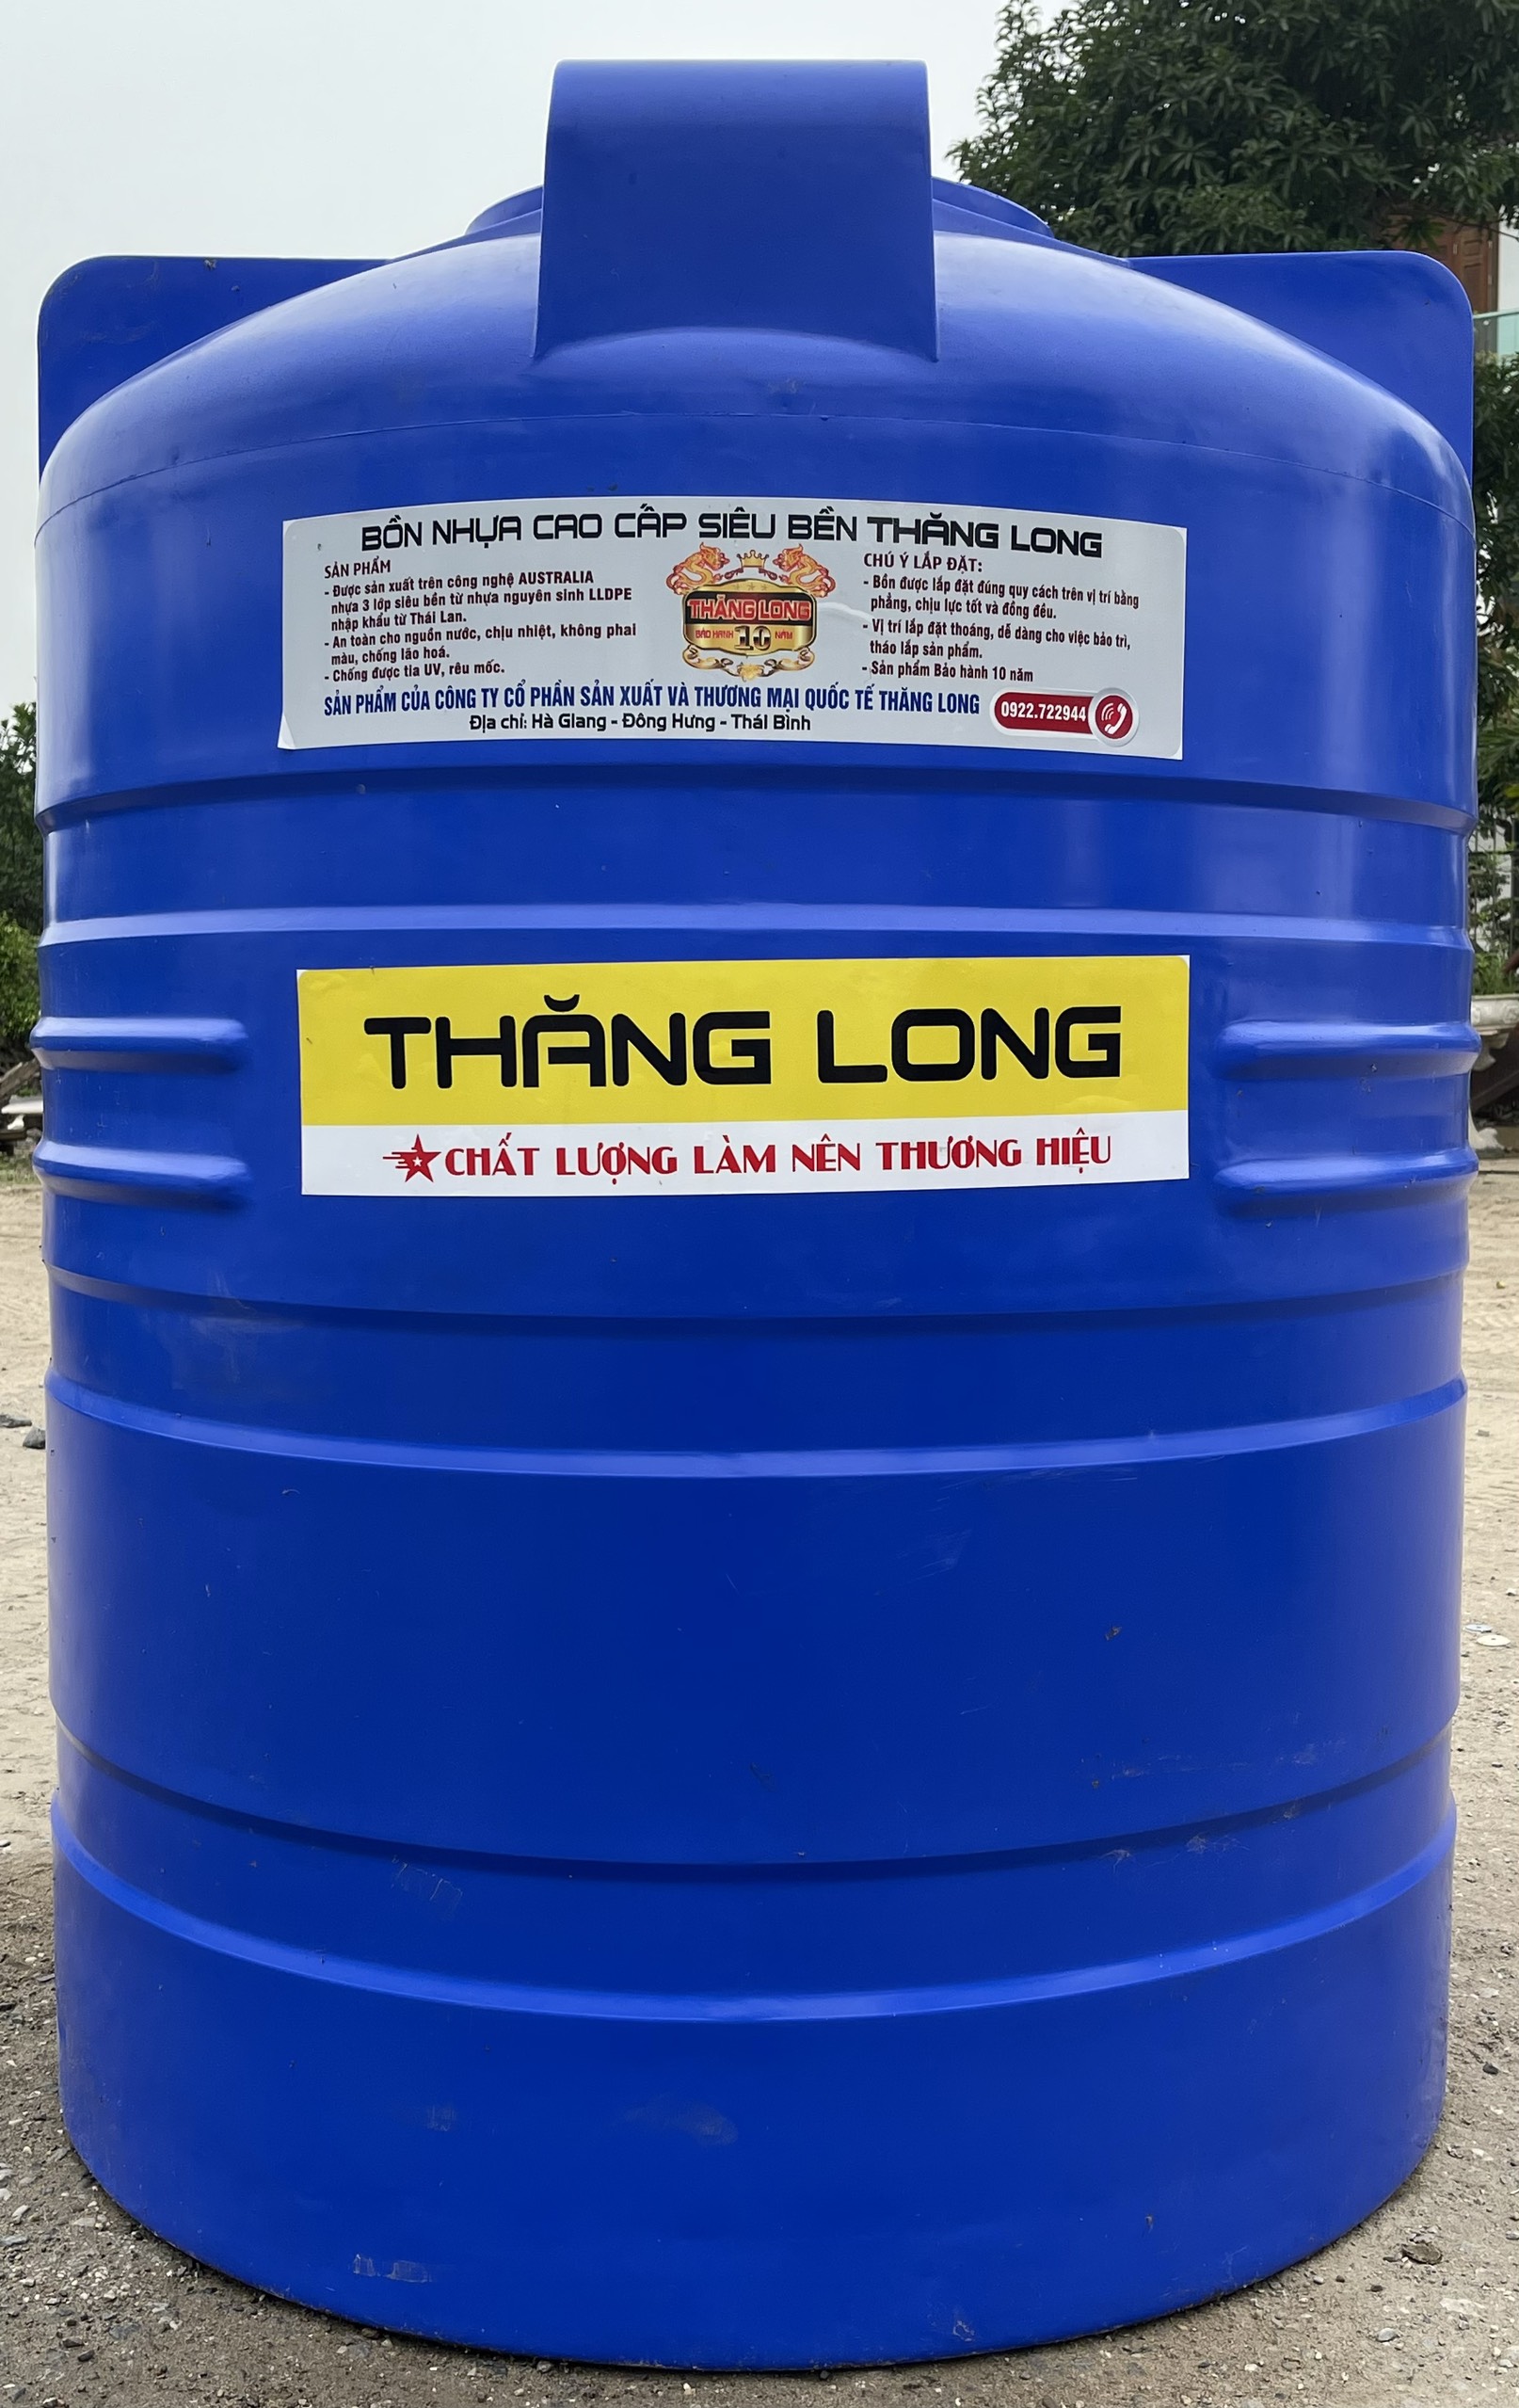 BỒN NHỰA CAO CẤP SIÊU BỀN THĂNG LONG
SẢN PHẨM
- Được sản xuất trên công nghệ AUSTRALIA
nhựa 3 lớp siêu bền từ nhựa nguyên sinh LLDPE
nhập khẩu từ Thái Lan.
- An toàn cho nguồn nước, chịu nhiệt, không phai
màu, chống lão hoá.
- Chống được tia UV, rêu mốc.
THĂNG LONG
BẢO HÀNH 10 NĂM
CHÚ Ý LẮP ĐẶT:
- Bồn được lắp đặt đúng quy cách trên vị trí bằng
phẳng, chịu lực tốt và đồng đều.
- Vị trí lắp đặt thoáng, dễ dàng cho việc bảo trì,
tháo lắp sản phẩm.
- Sản phẩm Bảo hành 10 năm
SẢN PHẨM CỦA CÔNG TY CỔ PHẦN SẢN XUẤT VÀ THƯƠNG MẠI QUỐC TẾ THĂNG LONG
Địa chỉ: Hà Giang - Đông Hưng - Thái Bình
0922.722944
THĂNG LONG
CHẤT LƯỢNG LÀM NÊN THƯƠNG HIỆU